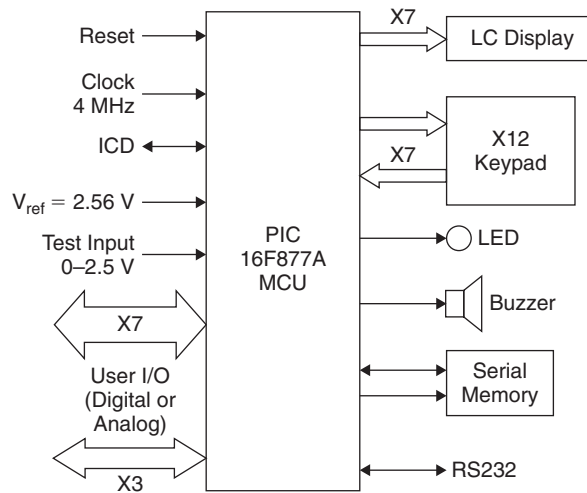 Reset
Clock
4 MHz
ICD
Vref = 2.56 V
Test Input
0–2.5 V
X7
User I/O
(Digital or
Analog)
X3
PIC
16F877A
MCU
X7
LC Display
X7
X12
Keypad
LED
Buzzer
Serial
Memory
RS232